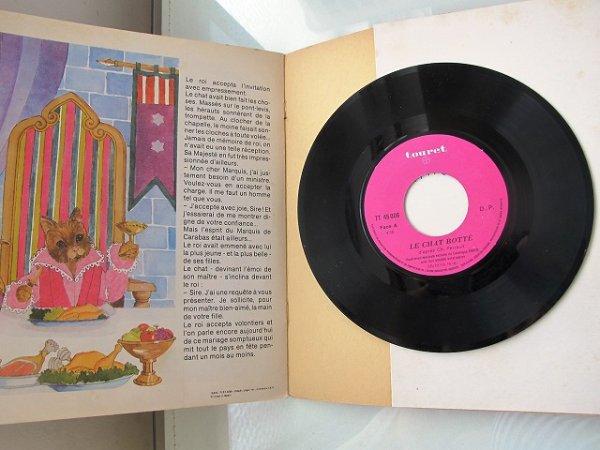 Le roi accepta l'invitation
avec empressement.
Le chat avait bien fait les cho-
ses. Massés sur le pont-levis,
les hérauts sonnèrent de la
trompette. Au clocher de la
chapelle, le moine faisait son-
ner les cloches à toute volée...
Jamais de mémoire de roi, on
n'avait eu une telle réception.
Sa Majesté en fut très impres-
sionnée d'ailleurs.
- Mon cher Marquis, j'ai jus-
tement besoin d'un ministre.
Voulez-vous en accepter la
charge. Il me faut un homme
tel que vous.
- J'accepte avec joie, Sire! Et
j'essaierai de me montrer di-
gne de votre confiance...
Mais l'esprit du Marquis de
Carabas était ailleurs...
Le roi avait emmené avec lui
la plus jeune - et la plus belle -
de ses filles.
Le chat - devinant l'émoi de
son maître - s'inclina devant
le roi :
- Sire. J'ai une requête à vous
présenter. Je sollicite, pour
mon maître bien-aimé, la main
de votre fille.
Le roi accepta volontiers et
l'on parle encore aujourd'hui
de ce mariage somptueux qui
mit tout le pays en fête pen-
dant un mois au moins.
touret
TT 45 006
Face A
D.P.
LE CHAT BOTTÉ
d'après Ch. Perrault